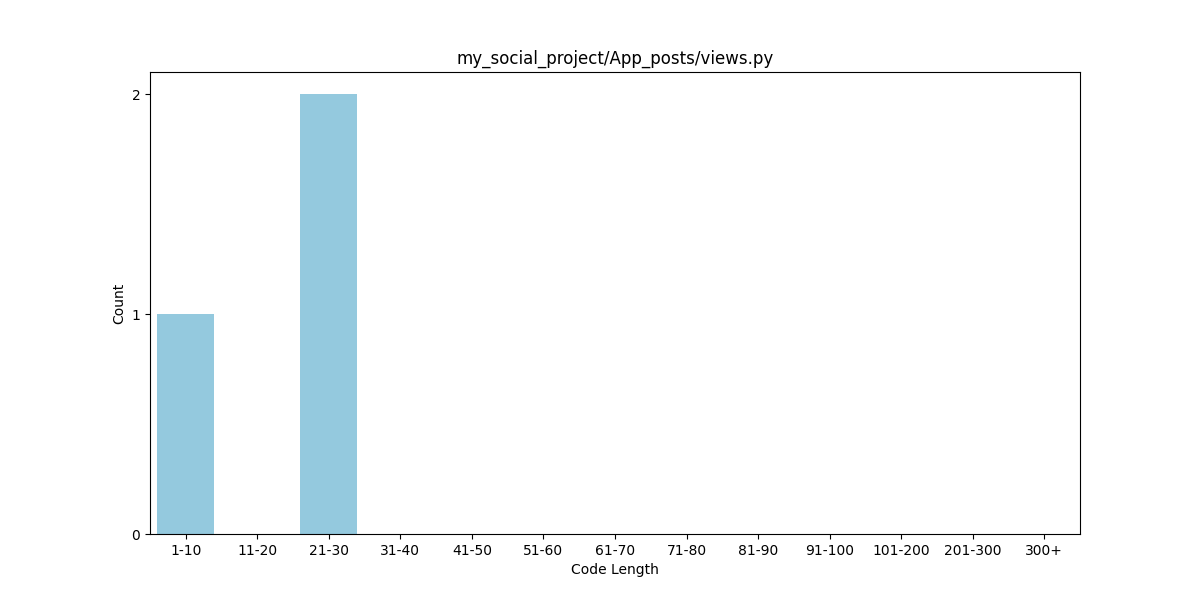 my_social_project/App_posts/views.py
2
1
0
Count
1-10 11-20 21-30 31-40 41-50 51-60 61-70 71-80 81-90 91-100 101-200 201-300 300+
Code Length